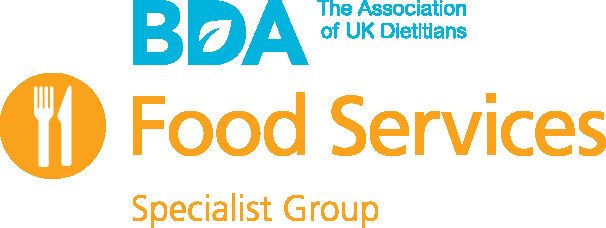 BDA
The Association
of UK Dietitians
Food Services
Specialist Group